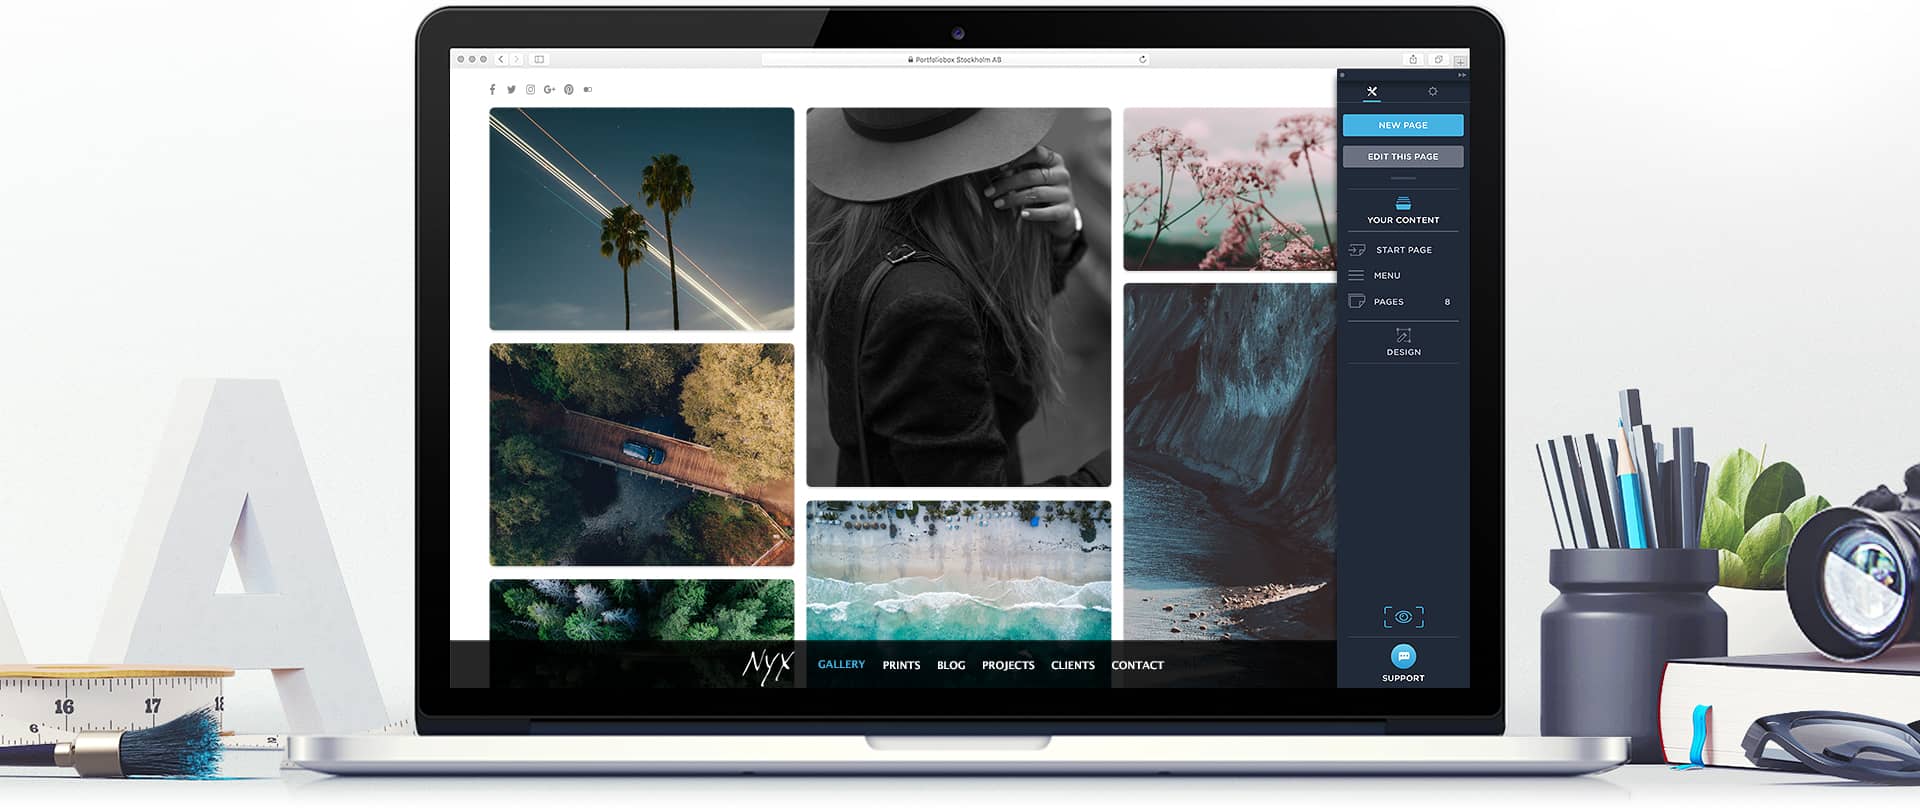 Portfoliobox Stockholm AB
G+
NEW PAGE
EDIT THIS PAGE
YOUR CONTENT
START PAGE
MENU
PAGES 8
DESIGN
SUPPORT
Nyx GALLERY PRINTS BLOG PROJECTS CLIENTS CONTACT
A
16 17 18
6